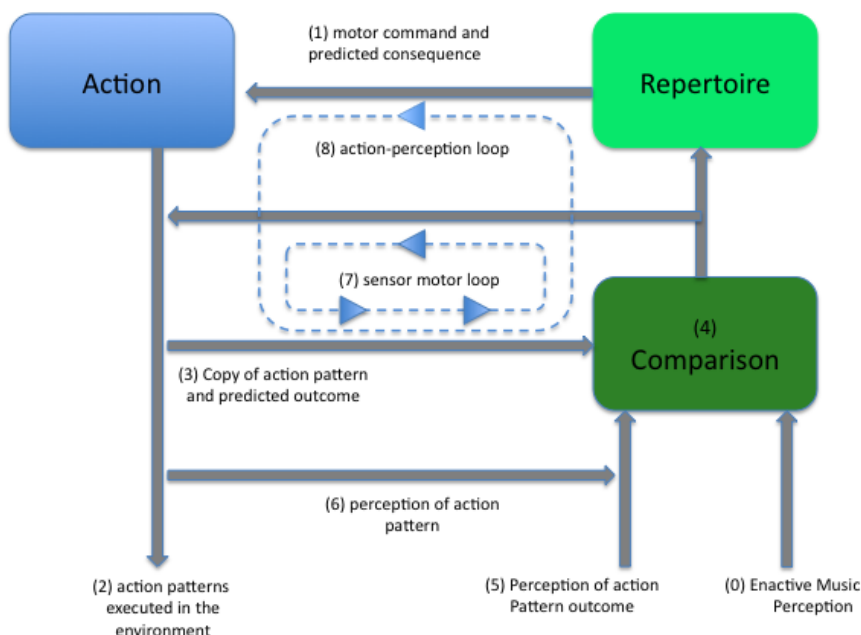 (1) motor command and
predicted consequence
Action
Repertoire
(8) action-perception loop
(7) sensor motor loop
(4)
Comparison
(3) Copy of action pattern
and predicted outcome
(6) perception of action
pattern
(2) action patterns
executed in the
environment
(5) Perception of action
Pattern outcome
(0) Enactive Music
Perception